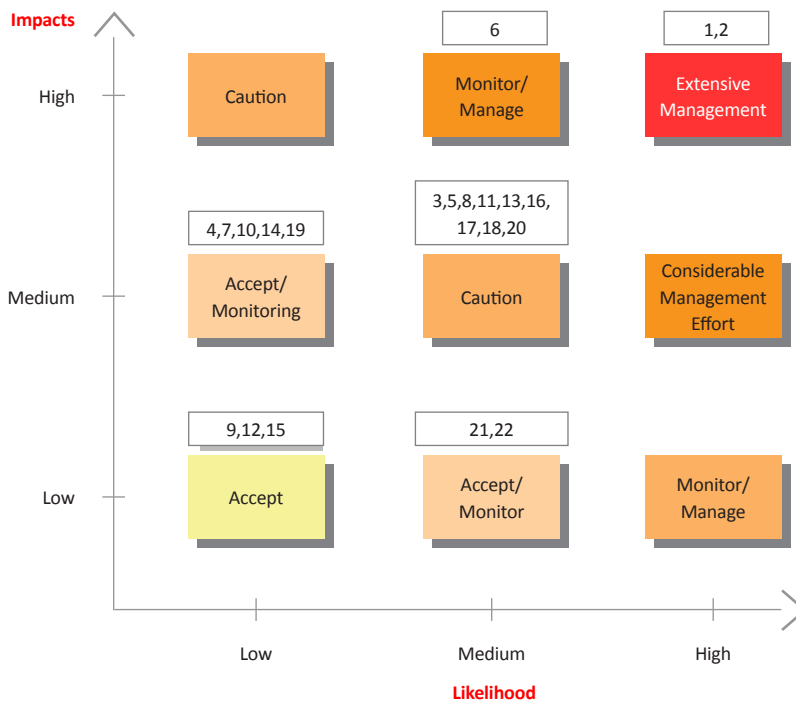 Impacts
6
1,2
High
Caution
Monitor/
Manage
Extensive
Management
4,7,10,14,19
3,5,8,11,13,16,
17,18,20
Medium
Accept/
Monitoring
Caution
Considerable
Management
Effort
9,12,15
21,22
Low
Accept
Accept/
Monitor
Monitor/
Manage
Low
Medium
High
Likelihood